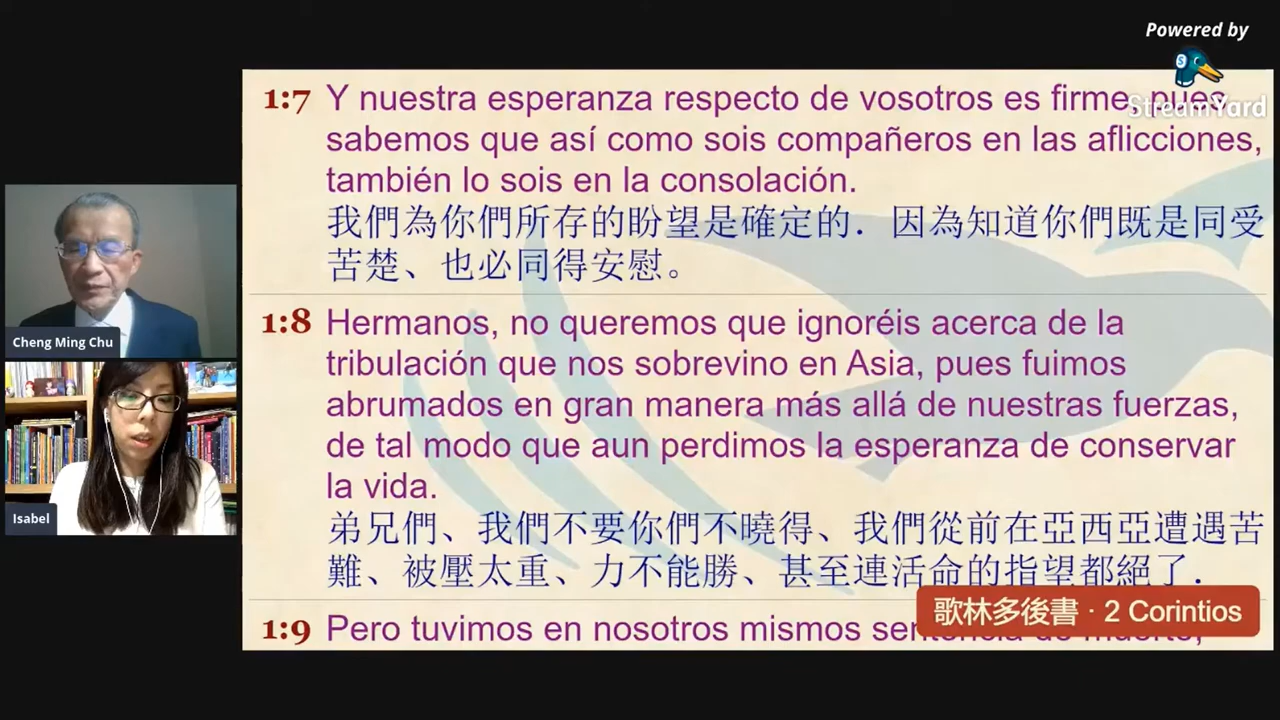 Powered by
StreamYard
1:7 Y nuestra esperanza respecto de vosotros es firme, pues
sabemos que así como sois compañeros en las aflicciones,
también lo sois en la consolación.
我們為你們所存的盼望是確定的．因為知道你們既是同受
苦楚、也必同得安慰。
Cheng Ming Chu
1:8 Hermanos, no queremos que ignoréis acerca de la
tribulación que nos sobrevino en Asia, pues fuimos
abrumados en gran manera más allá de nuestras fuerzas,
de tal modo que aun perdimos la esperanza de conservar
la vida.
Isabel
弟兄們、我們不要你們不曉得、我們從前在亞西亞遭遇苦
難、被壓太重、力不能勝、甚至連活命的指望都絕了．
歌林多後書 · 2 Corintios
1:9 Pero tuvimos en nosotros mismos sentencia de muerte,